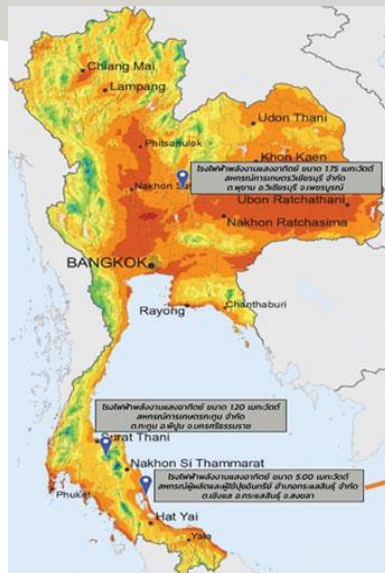 Chiang Mai
Lampang
Udon Thani
Phitsanulok
Khon Kaen
โรงไฟฟ้าพลังงานแสงอาทิตย์ ขนาด 1.75 เมกะวัตต์
สหกรณ์การเกษตรวิเชียรบุรี จำกัด
ต.พุขาม อ.วิเชียรบุรี จ.เพชรบูรณ์
Nakhon
Ubon Ratchathani
Nakhon Ratchasima
BANGKOK
Rayong
Chanthaburi
โรงไฟฟ้าพลังงานแสงอาทิตย์ ขนาด 1.20 เมกะวัตต์
สหกรณ์การเกษตรกะทูน จำกัด
ต.กะทูน อ.พิปูน จ.นครศรีธรรมราช
Surat Thani
Nakhon Si Thammarat
โรงไฟฟ้าพลังงานแสงอาทิตย์ ขนาด 5.00 เมกะวัตต์
สหกรณ์ผู้ผลิตและผู้ใช้ปุ๋ยอินทรีย์ อำเภอกระแสสินธุ์ จำกัด
ต.เชิงแส อ.กระแสสินธุ์ จ.สงขลา
Phuket
Hat Yai
Yala